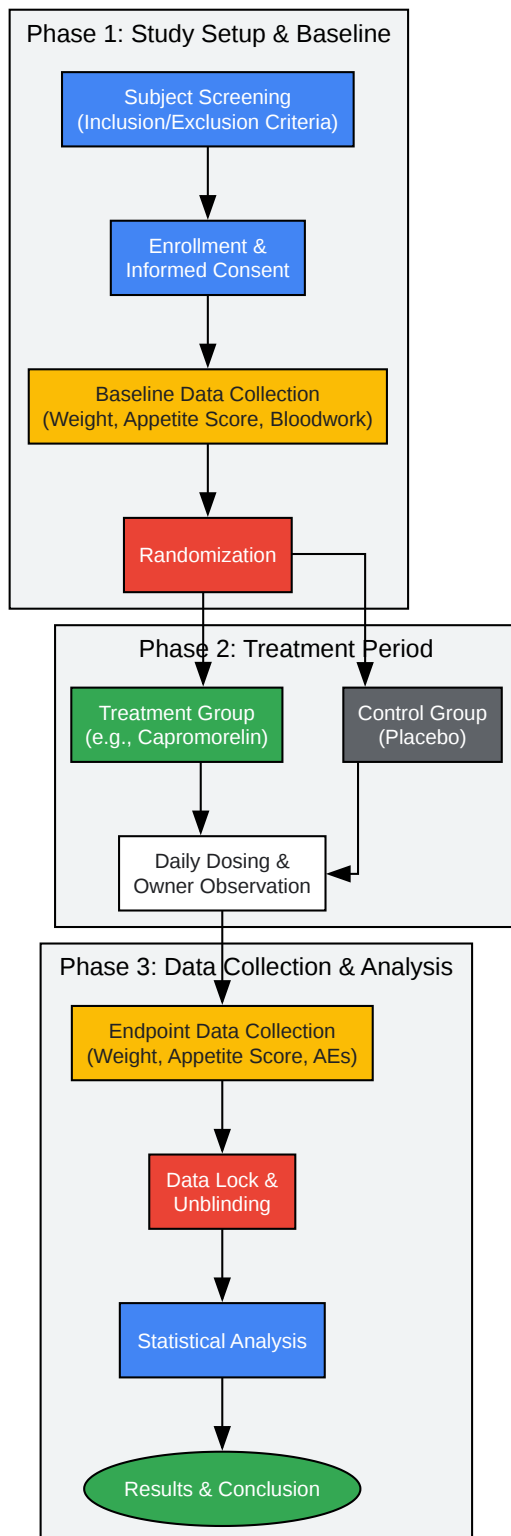 Phase 1: Study Setup & Baseline
Subject Screening
(Inclusion/Exclusion Criteria)
Enrollment &
Informed Consent
Baseline Data Collection
(Weight, Appetite Score, Bloodwork)
Randomization
Phase 2: Treatment Period
Treatment Group
(e.g., Capromorelin)
Control Group
(Placebo)
Daily Dosing &
Owner Observation
Phase 3: Data Collection & Analysis
Endpoint Data Collection
(Weight, Appetite Score, AEs)
Data Lock &
Unblinding
Statistical Analysis
Results & Conclusion